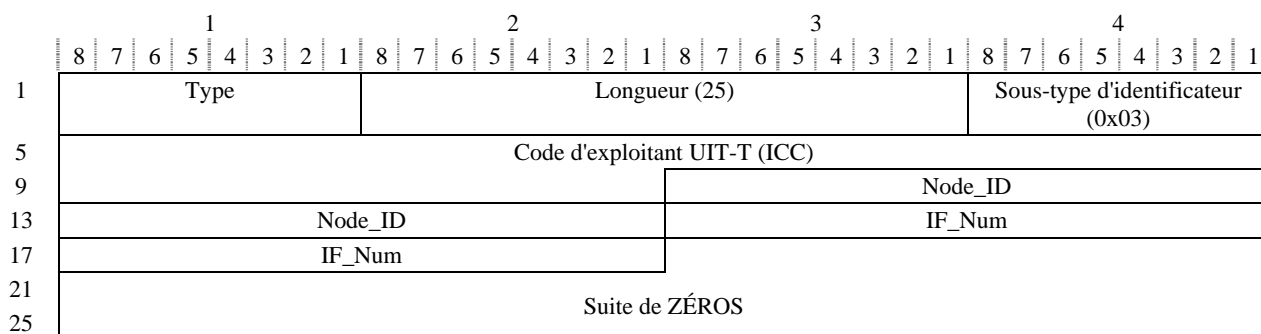 1 2 3 4
8 7 6 5 4 3 2 1 8 7 6 5 4 3 2 1 8 7 6 5 4 3 2 1 8 7 6 5 4 3 2 1
1 Type Longueur (25) Sous-type d'identificateur
(0x03)
5 Code d'exploitant UIT-T (ICC)
9 Node_ID
13 Node_ID IF_Num
17 IF_Num
21
Suite de ZÉROS
25